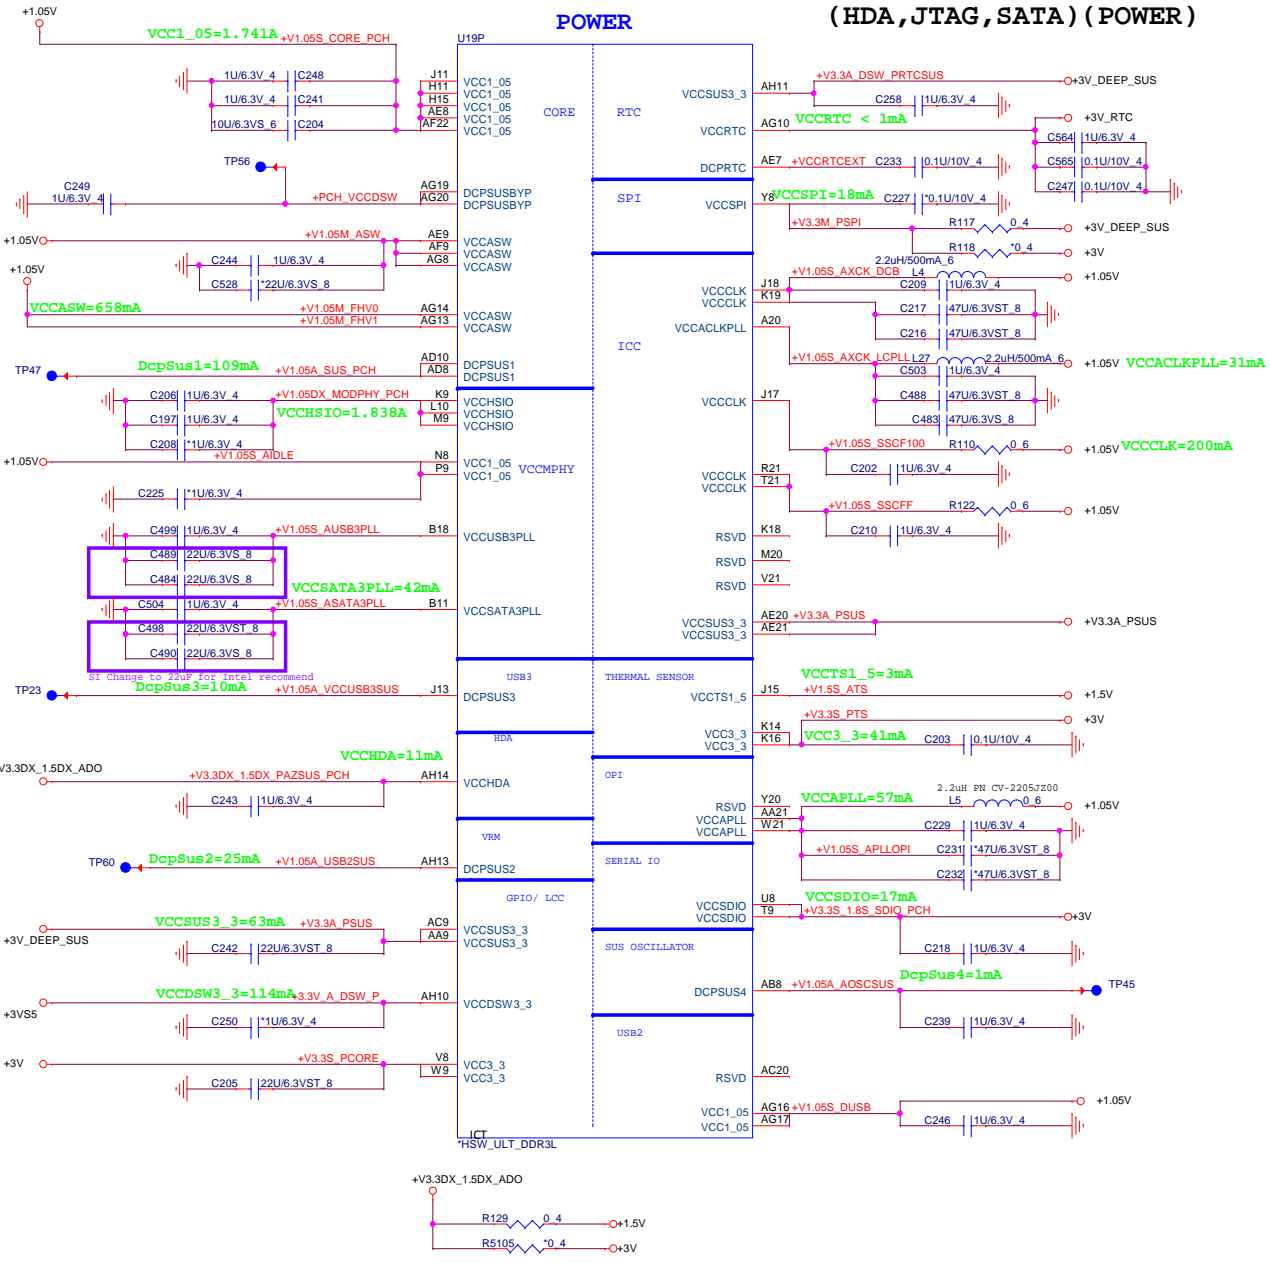 +1.05V
POWER
(HDA,JTAG,SATA)(POWER)
VCC1_05=1.741A
+V1.05S_CORE_PCH
U19P
1U/6.3V_4 C248
1U/6.3V_4 C241
10U/6.3VS_6 C204
J11 VCC1_05
H11 VCC1_05
H15 VCC1_05
AE8 VCC1_05
AF22 VCC1_05
CORE
TP56
C249
1U/6.3V_4
+PCH_VCCDSW
AG19 DCPSUSBYP
AG20 DCPSUSBYP
+1.05V
+V1.05M_ASW
AE9 VCCASW
AF9 VCCASW
AG8 VCCASW
C244 1U/6.3V_4
C528 *22U/6.3VS_8
+1.05V
VCCASW=658mA
+V1.05M_FHV0
+V1.05M_FHV1
AG14 VCCASW
AG13 VCCASW
TP47
DcpSus1=109mA
+V1.05A_SUS_PCH
AD10 DCPSUS1
AD8 DCPSUS1
C206 1U/6.3V_4
+V1.05DX_MODPHY_PCH
C197 1U/6.3V_4
VCCHSIO=1.838A
C208 *1U/6.3V_4
K9 VCCHSIO
L10 VCCHSIO
M9 VCCHSIO
+1.05V
+V1.05S_AIDLE
N8 VCC1_05
P9 VCC1_05
VCCMPHY
C225 *1U/6.3V_4
C499 1U/6.3V_4
+V1.05S_AUSB3PLL
B18 VCCUSB3PLL
C489 22U/6.3VS_8
C484 22U/6.3VS_8
VCCSATA3PLL=42mA
C504 1U/6.3V_4
+V1.05S_ASATA3PLL
B11 VCCSATA3PLL
C498 22U/6.3VST_8
C490 22U/6.3VS_8
SI Change to 22uF for Intel recommend
TP23
DcpSus3=10mA
+V1.05A_VCCUSB3SUS
J13 DCPSUS3
USB3
HDA
VCCHDA=11mA
V3.3DX_1.5DX_ADO
+V3.3DX_1.5DX_PAZSUS_PCH
AH14 VCCHDA
C243 1U/6.3V_4
VRM
TP60
DcpSus2=25mA
+V1.05A_USB2SUS
AH13 DCPSUS2
GPIO/ LCC
VCCSUS3_3=63mA
+V3.3A_PSUS
+3V_DEEP_SUS
AC9 VCCSUS3_3
AA9 VCCSUS3_3
C242 22U/6.3VST_8
VCCDSW3_3=114mA
+3.3V_A_DSW_P
+3VS5
AH10 VCCDSW3_3
C250 *1U/6.3V_4
+3V
+V3.3S_PCORE
V8 VCC3_3
W9 VCC3_3
C205 22U/6.3VST_8
ICT
*HSW_ULT_DDR3L
RTC
VCCSUS3_3 AH11
+V3.3A_DSW_PRTCSUS
+3V_DEEP_SUS
C258 1U/6.3V_4
VCCRTC AG10
VCCRTC < 1mA
+3V_RTC
C564 1U/6.3V_4
C565 0.1U/10V_4
C247 0.1U/10V_4
DCPRTC AE7
+VCCRTCEXT C233 0.1U/10V_4
SPI
VCCSPI Y8
VCCSPI=18mA
C227 *0.1U/10V_4
+V3.3M_PSPI
R117 0_4 +3V_DEEP_SUS
R118 *0_4 +3V
ICC
2.2uH/500mA_6
+V1.05S_AXCK_DCB L4 +1.05V
VCCCLK J18
VCCCLK K19
C209 1U/6.3V_4
C217 47U/6.3VST_8
C216 47U/6.3VS_8
VCCACLKPLL A20
+V1.05S_AXCK_LCPLL L27 2.2uH/500mA_6 +1.05V
VCCACLKPLL=31mA
C503 1U/6.3V_4
C488 47U/6.3VST_8
C483 47U/6.3VS_8
VCCCLK J17
+V1.05S_SSCF100 R110 0_6 +1.05V
VCCCLK=200mA
C202 1U/6.3V_4
VCCCLK R21
VCCCLK T21
+V1.05S_SSCFF R122 0_6 +1.05V
C210 1U/6.3V_4
RSVD K18
RSVD M20
RSVD V21
VCCSUS3_3 AE20
VCCSUS3_3 AE21
+V3.3A_PSUS
+V3.3A_PSUS
THERMAL SENSOR
VCCTS1_5=3mA
VCCTS1_5 J15
+V1.5S_ATS +1.5V
+V3.3S_PTS +3V
VCC3_3 K14
VCC3_3 K16
VCC3_3=41mA
C203 0.1U/10V_4
OPI
2.2uH PN CV-2205JZ00
VCCAPLL=57mA
L5 0_6 +1.05V
RSVD Y20
VCCAPLL AA21
VCCAPLL W21
C229 1U/6.3V_4
+V1.05S_APLLOPI
C231 *47U/6.3VST_8
C232 *47U/6.3VST_8
SERIAL IO
VCCSDIO=17mA
VCCSDIO U8
VCCSDIO T9
+V3.3S_1.8S_SDIO_PCH
+3V
C218 1U/6.3V_4
SUS OSCILLATOR
DcpSus4=1mA
DCPSUS4 AB8
+V1.05A_AOSCSUS
TP45
C239 1U/6.3V_4
USB2
RSVD AC20
VCC1_05 AG16
VCC1_05 AG17
+V1.05S_DUSB
+1.05V
C246 1U/6.3V_4
+V3.3DX_1.5DX_ADO
R129 0_4 +1.5V
R5105 *0_4 +3V